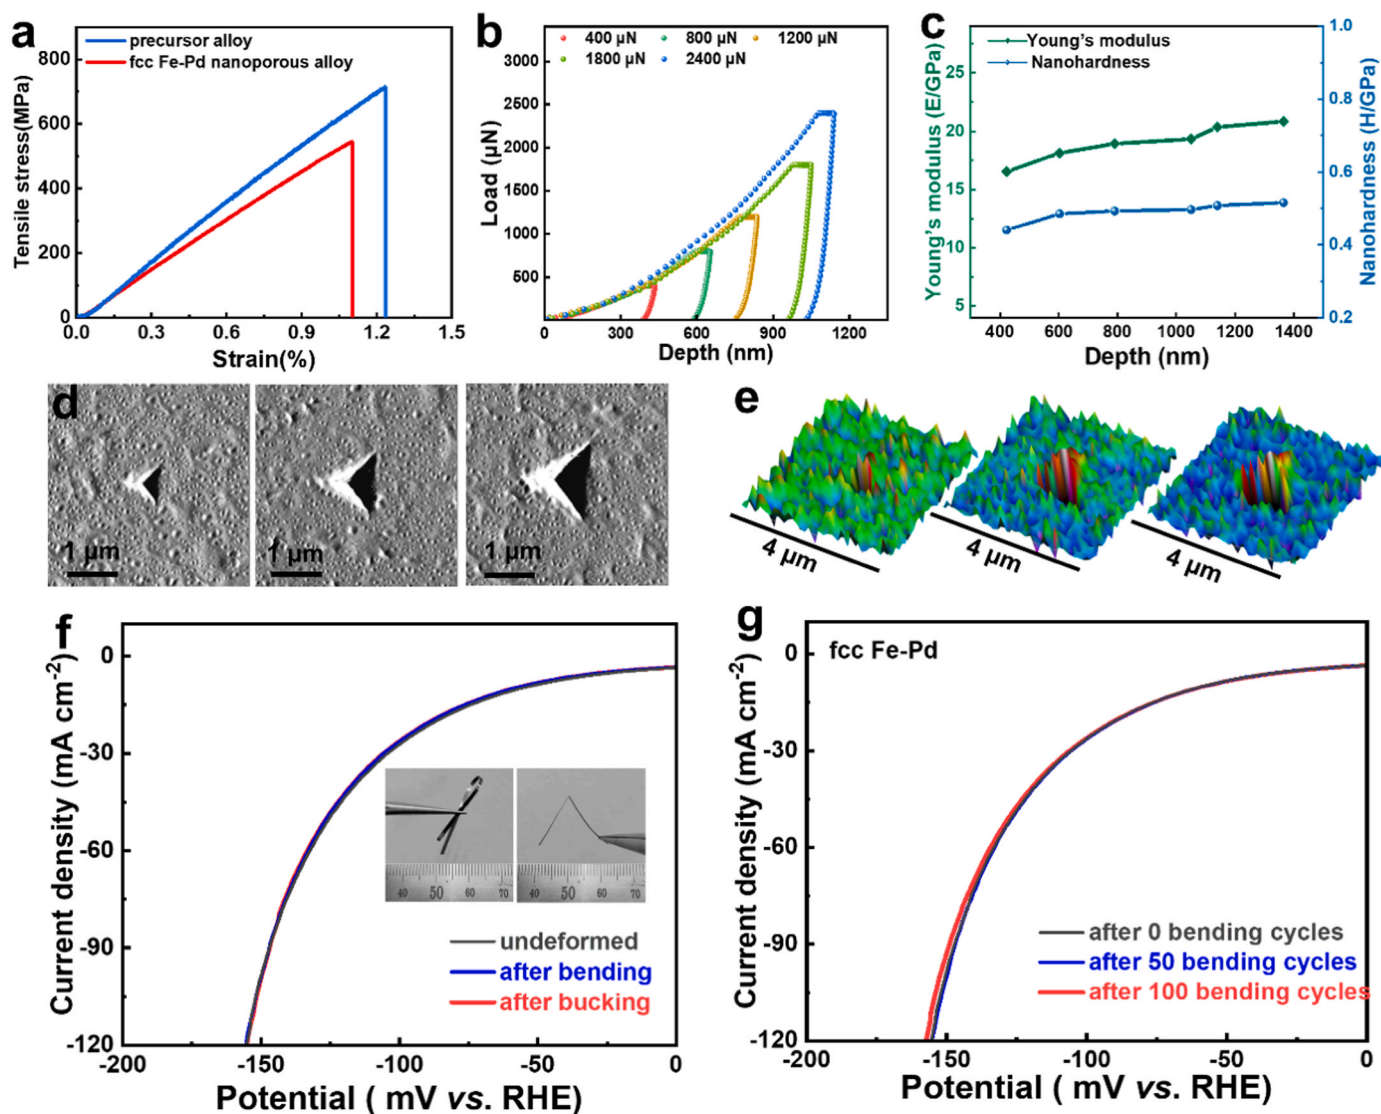 a
precursor alloy
fcc Fe-Pd nanoporous alloy
Tensile stress(MPa)
800
600
400
200
0
0.0 0.3 0.6 0.9 1.2 1.5
Strain(%)
b
400 µN 800 µN 1200 µN
1800 µN 2400 µN
Load (µN)
3000
2500
2000
1500
1000
500
0 300 600 900 1200
Depth (nm)
c
Young's modulus
Nanohardness
Young's modulus (E/GPa)
25
20
15
10
5
Nanohardness (H/GPa)
1.0
0.8
0.6
0.4
0.2
400 600 800 1000 1200 1400
Depth (nm)
d
1 µm
1 µm
1 µm
e
4 µm
4 µm
4 µm
f
Current density (mA cm-2)
0
-30
-60
-90
-120
40 50 60 70
40 50 60 70
undeformed
after bending
after bucking
-200 -150 -100 -50 0
Potential ( mV vs. RHE)
g
fcc Fe-Pd
Current density (mA cm-2)
0
-30
-60
-90
-120
after 0 bending cycles
after 50 bending cycles
after 100 bending cycles
-200 -150 -100 -50 0
Potential ( mV vs. RHE)